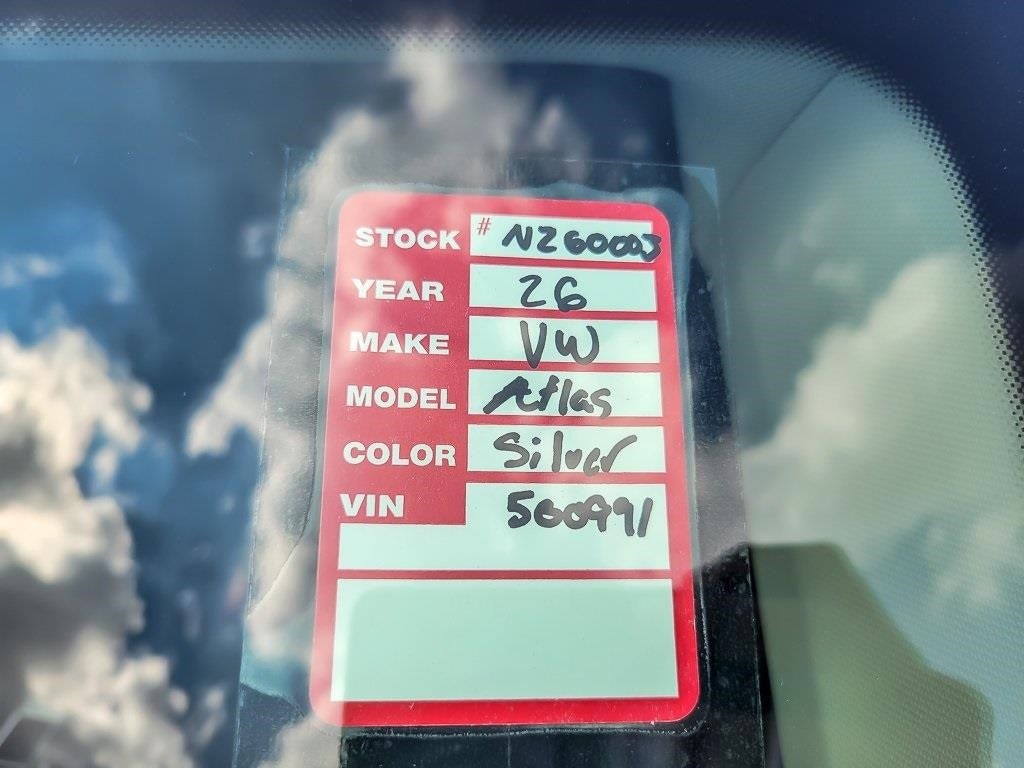 STOCK # NZ60003
YEAR 26
MAKE VW
MODEL Atlas
COLOR Silver
VIN 500991